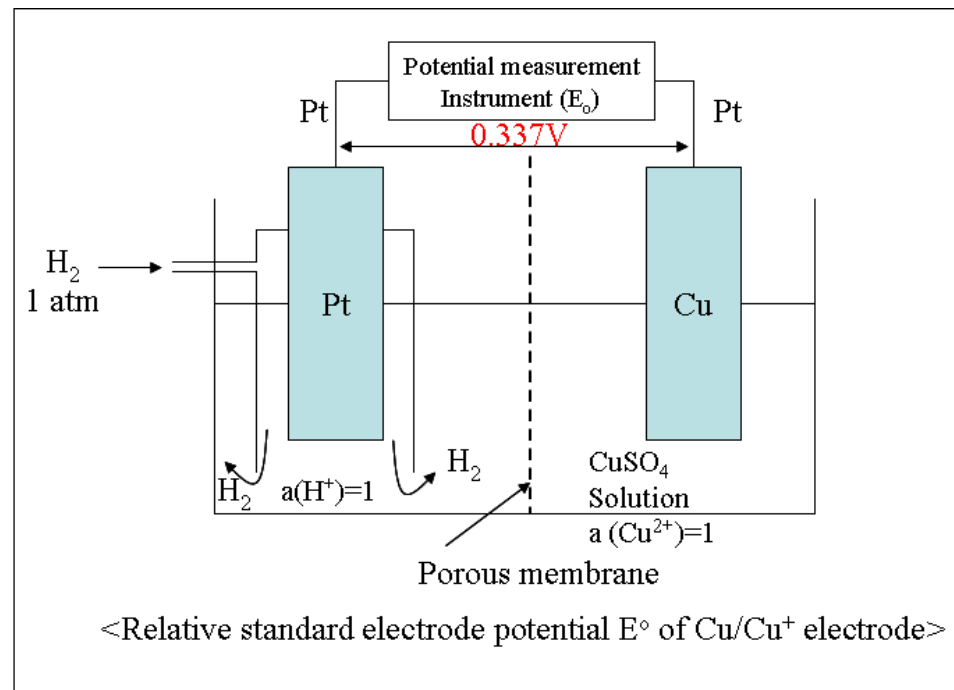 Potential measurement
Instrument (Eₒ)
Pt
Pt
0.337V
H₂
1 atm
Pt
Cu
H₂
H₂
a(H⁺)=1
CuSO₄
Solution
a (Cu²⁺)=1
Porous membrane
<Relative standard electrode potential E° of Cu/Cu⁺ electrode>